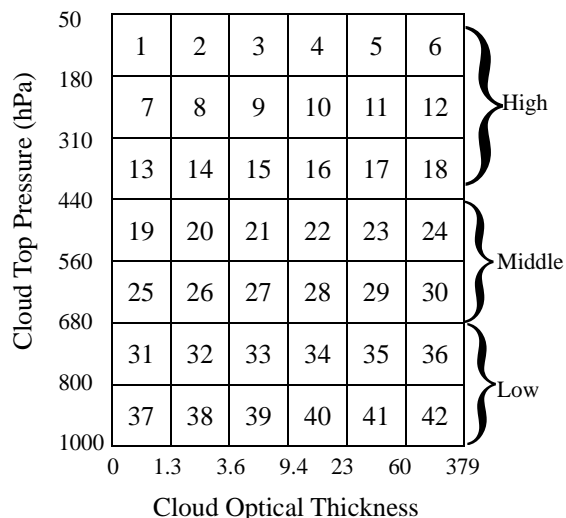 50
1 2 3 4 5 6
180
High
7 8 9 10 11 12
310
13 14 15 16 17 18
440
19 20 21 22 23 24
560
Middle
25 26 27 28 29 30
680
31 32 33 34 35 36
800
Low
37 38 39 40 41 42
1000
0 1.3 3.6 9.4 23 60 379
Cloud Optical Thickness
Cloud Top Pressure (hPa)